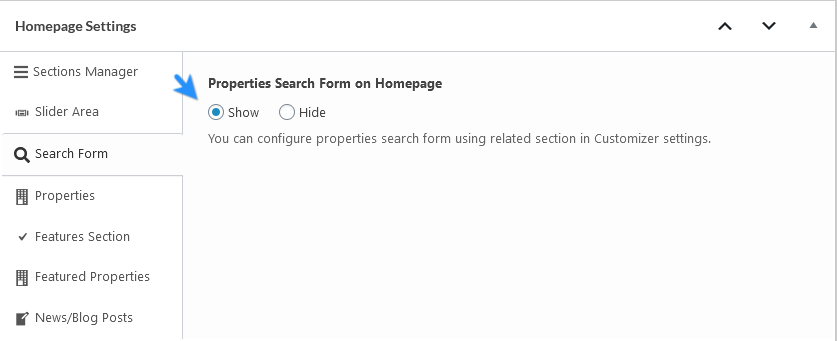 Homepage Settings
Sections Manager
Slider Area
Search Form
Properties
Features Section
Featured Properties
News/Blog Posts
Properties Search Form on Homepage
Show Hide
You can configure properties search form using related section in Customizer settings.